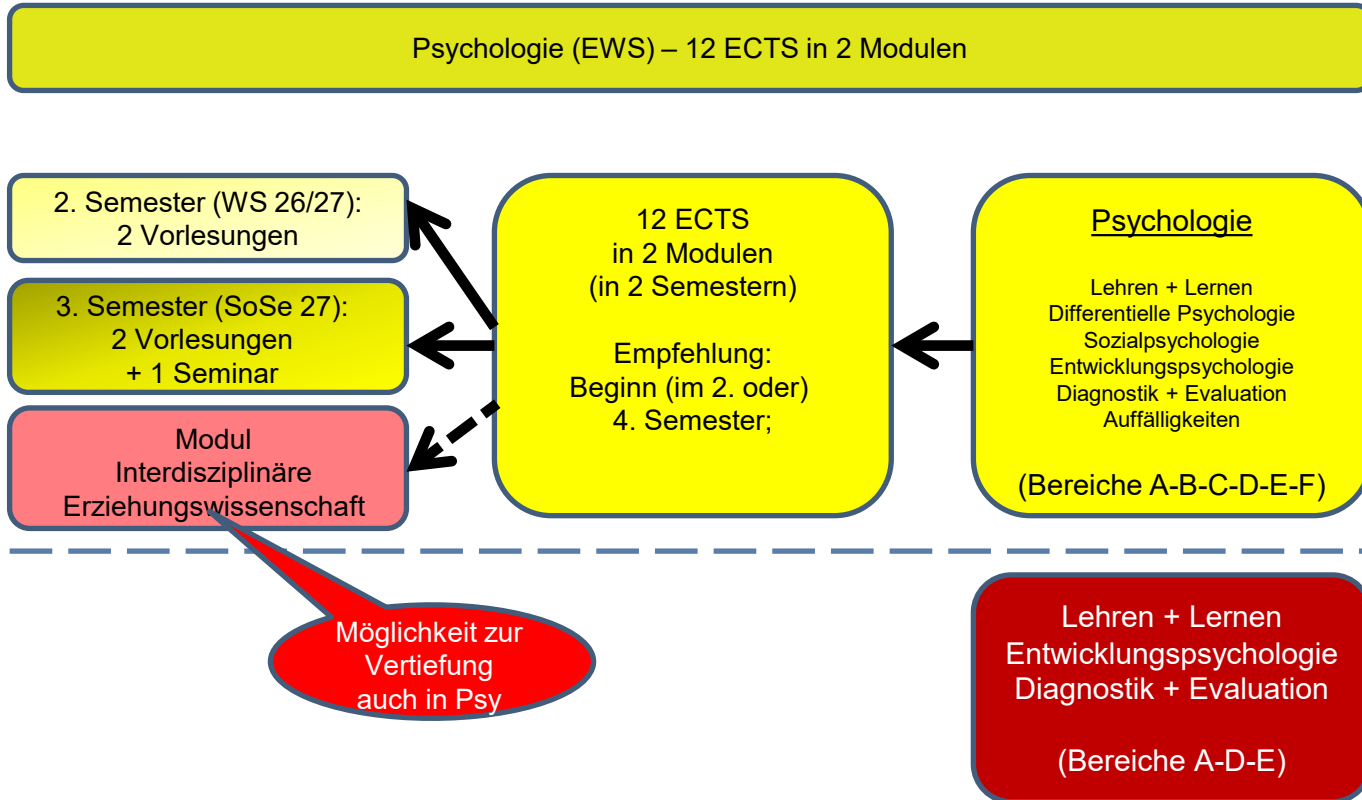 Psychologie (EWS) – 12 ECTS in 2 Modulen
2. Semester (WS 26/27):
2 Vorlesungen
3. Semester (SoSe 27):
2 Vorlesungen
+ 1 Seminar
Modul
Interdisziplinäre
Erziehungswissenschaft
12 ECTS
in 2 Modulen
(in 2 Semestern)
Empfehlung:
Beginn (im 2. oder)
4. Semester;
Psychologie
Lehren + Lernen
Differentielle Psychologie
Sozialpsychologie
Entwicklungspsychologie
Diagnostik + Evaluation
Auffälligkeiten
(Bereiche A-B-C-D-E-F)
Möglichkeit zur
Vertiefung
auch in Psy
Lehren + Lernen
Entwicklungspsychologie
Diagnostik + Evaluation
(Bereiche A-D-E)